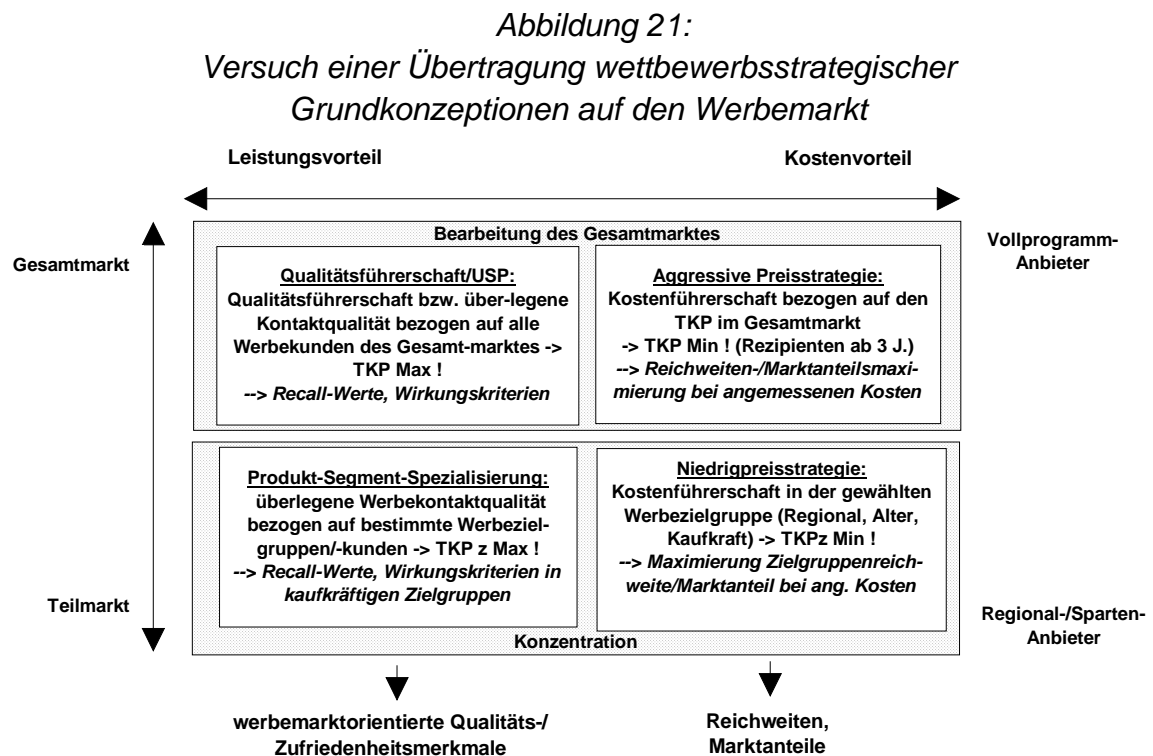 Abbildung 21:
Versuch einer Übertragung wettbewerbsstrategischer
Grundkonzeptionen auf den Werbemarkt
Leistungsvorteil
Kostenvorteil
Gesamtmarkt
Bearbeitung des Gesamtmarktes
Vollprogramm-
Anbieter
Qualitätsführerschaft/USP:
Qualitätsführerschaft bzw. über-legene
Kontaktqualität bezogen auf alle
Werbekunden des Gesamt-marktes ->
TKP Max !
--> Recall-Werte, Wirkungskriterien
Aggressive Preisstrategie:
Kostenführerschaft bezogen auf den
TKP im Gesamtmarkt
-> TKP Min ! (Rezipienten ab 3 J.)
--> Reichweiten-/Marktanteilsmaxi-
mierung bei angemessenen Kosten
Produkt-Segment-Spezialisierung:
überlegene Werbekontaktqualität
bezogen auf bestimmte Werbeziel-
gruppen/-kunden -> TKP z Max !
--> Recall-Werte, Wirkungskriterien in
kaufkräftigen Zielgruppen
Niedrigpreisstrategie:
Kostenführerschaft in der gewählten
Werbezielgruppe (Regional, Alter,
Kaufkraft) -> TKPz Min !
--> Maximierung Zielgruppenreich-
weite/Marktanteil bei ang. Kosten
Teilmarkt
Konzentration
Regional-/Sparten-
Anbieter
werbemarktorientierte Qualitäts-/
Zufriedenheitsmerkmale
Reichweiten,
Marktanteile